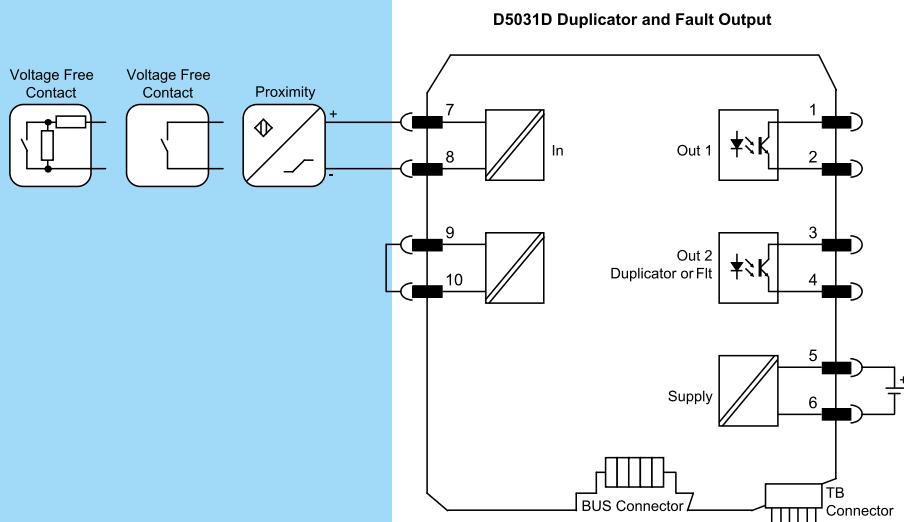 D5031D Duplicator and Fault Output
Voltage Free
Contact
Voltage Free
Contact
Proximity
+
-
7
8
In
9
10
Out 1
1
2
Out 2
Duplicator or Flt
3
4
Supply
5
6
+
BUS Connector
TB
Connector